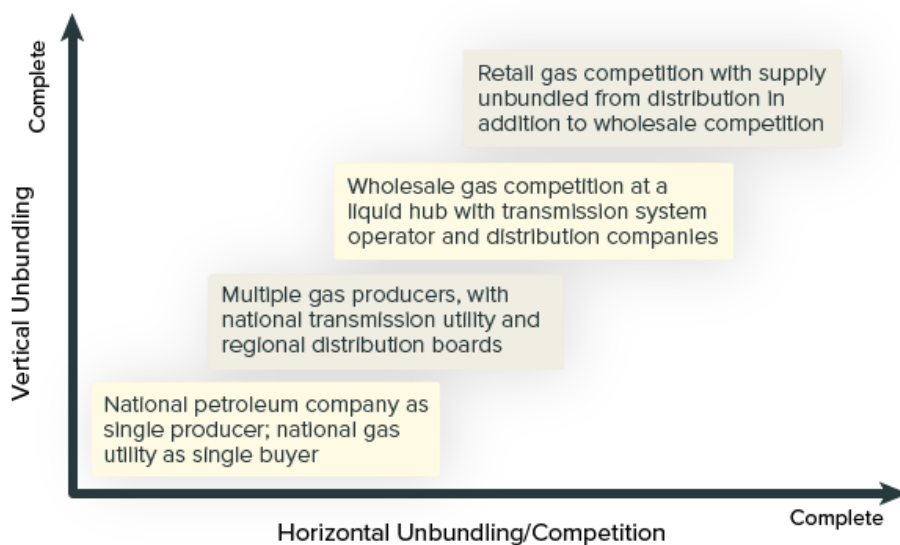 Complete
Vertical Unbundling
Retail gas competition with supply
unbundled from distribution in
addition to wholesale competition
Wholesale gas competition at a
liquid hub with transmission system
operator and distribution companies
Multiple gas producers, with
national transmission utility and
regional distribution boards
National petroleum company as
single producer; national gas
utility as single buyer
Complete
Horizontal Unbundling/Competition